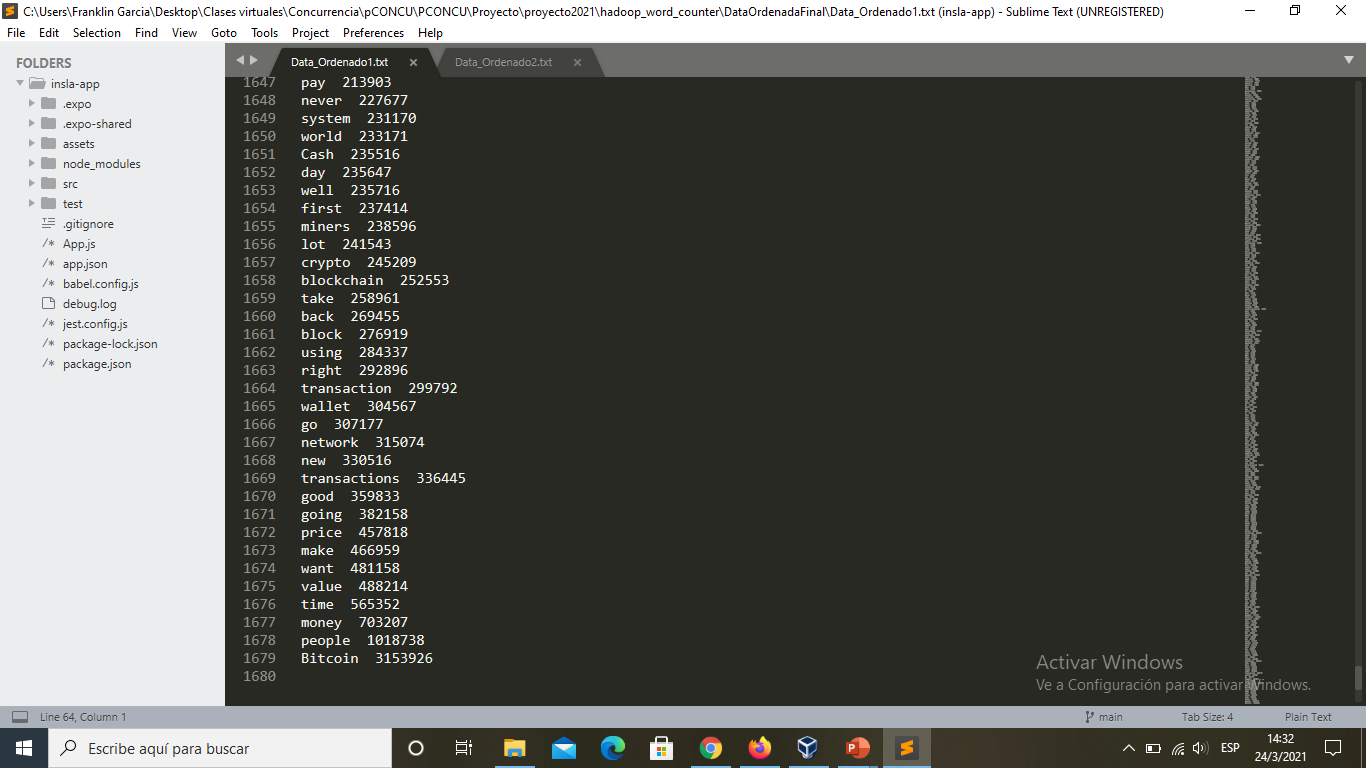 C:\Users\Franklin Garcia\Desktop\Clases virtuales\Concurrencia\pCONCU\PCONCU\Proyecto\proyecto2021\hadoop_word_counter\DataOrdenadaFinal\Data_Ordenado1.txt (insla-app) - Sublime Text (UNREGISTERED)
File Edit Selection Find View Goto Tools Project Preferences Help
FOLDERS
insla-app
.expo
.expo-shared
assets
node_modules
src
test
.gitignore
/* App.js
/* app.json
/* babel.config.js
debug.log
/* jest.config.js
/* package-lock.json
/* package.json
Data_Ordenado1.txt × Data_Ordenado2.txt ×
1647 pay 213903
1648 never 227677
1649 system 231170
1650 world 233171
1651 Cash 235516
1652 day 235647
1653 well 235716
1654 first 237414
1655 miners 238596
1656 lot 241543
1657 crypto 245209
1658 blockchain 252553
1659 take 258961
1660 back 269455
1661 block 276919
1662 using 284337
1663 right 292896
1664 transaction 299792
1665 wallet 304567
1666 go 307177
1667 network 315074
1668 new 330516
1669 transactions 336445
1670 good 359833
1671 going 382158
1672 price 457818
1673 make 466959
1674 want 481158
1675 value 488214
1676 time 565352
1677 money 703207
1678 people 1018738
1679 Bitcoin 3153926
1680
Activar Windows
Ve a Configuración para activar Windows.
Line 64, Column 1 main Tab Size: 4 Plain Text
Escribe aquí para buscar
ESP
14:32
24/3/2021